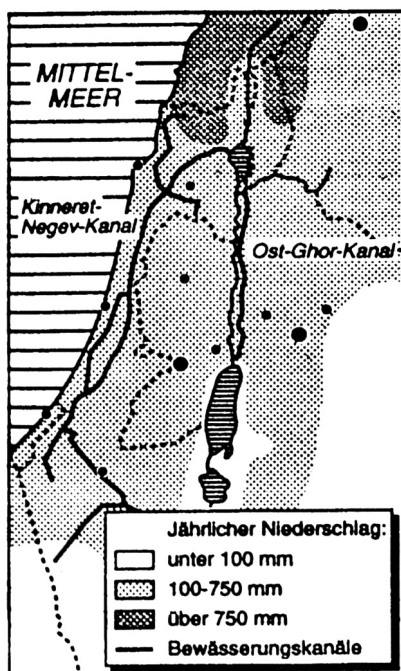 MITTEL-
MEER
Kinneret-
Negev-Kanal
Ost-Ghor-Kanal
Jährlicher Niederschlag:
unter 100 mm
100-750 mm
über 750 mm
Bewässerungskanäle